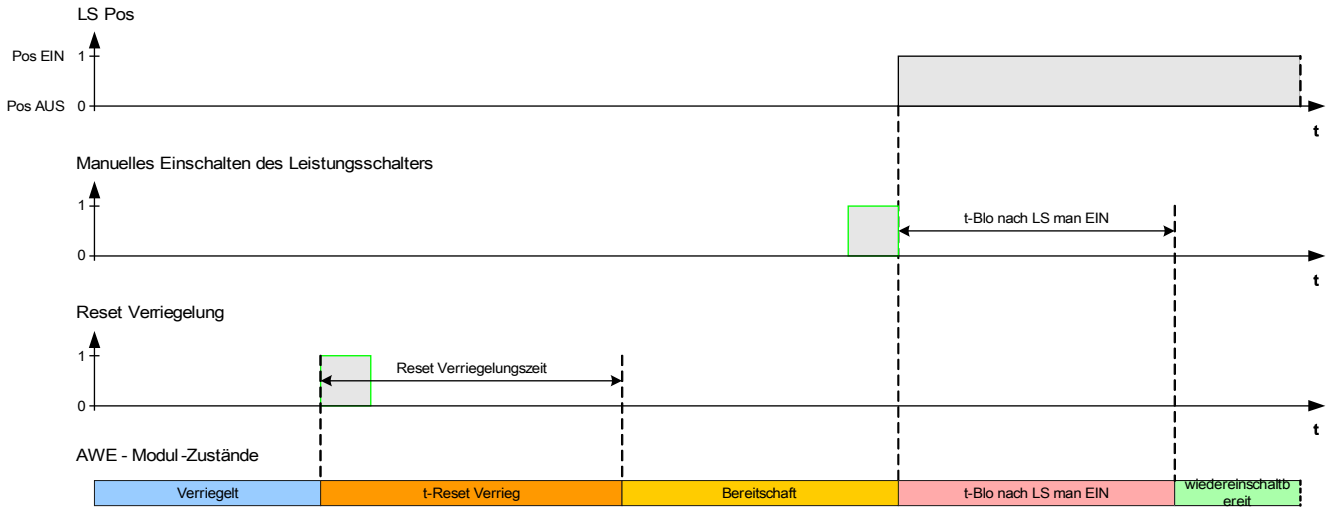 LS Pos
Pos EIN 1
Pos AUS 0
t
Manuelles Einschalten des Leistungsschalters
1
t-Blo nach LS man EIN
0
t
Reset Verriegelung
1
Reset Verriegelungszeit
0
t
AWE - Modul -Zustände
Verriegelt t-Reset Verrieg Bereitschaft t-Blo nach LS man EIN wiedereinschaltb
ereit